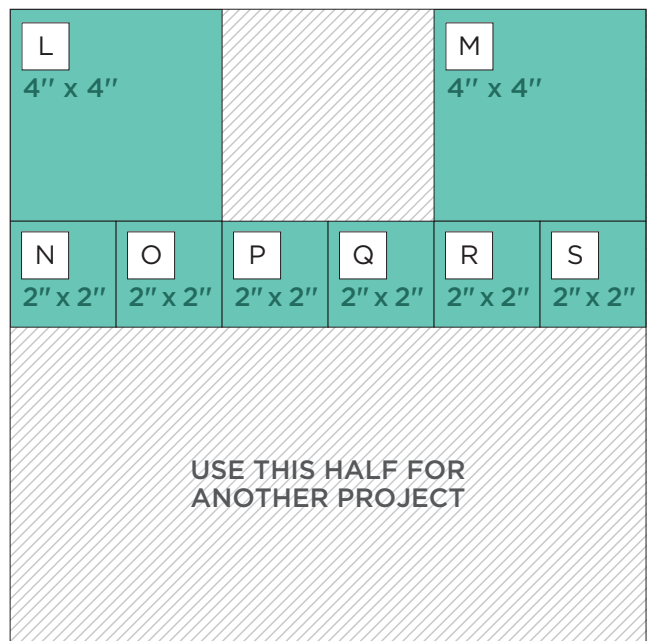 L
M
4" x 4"
4" x 4"
N
O
P
Q
R
S
2" x 2"
2" x 2"
2" x 2"
2" x 2"
2" x 2"
2" x 2"
USE THIS HALF FOR
ANOTHER PROJECT